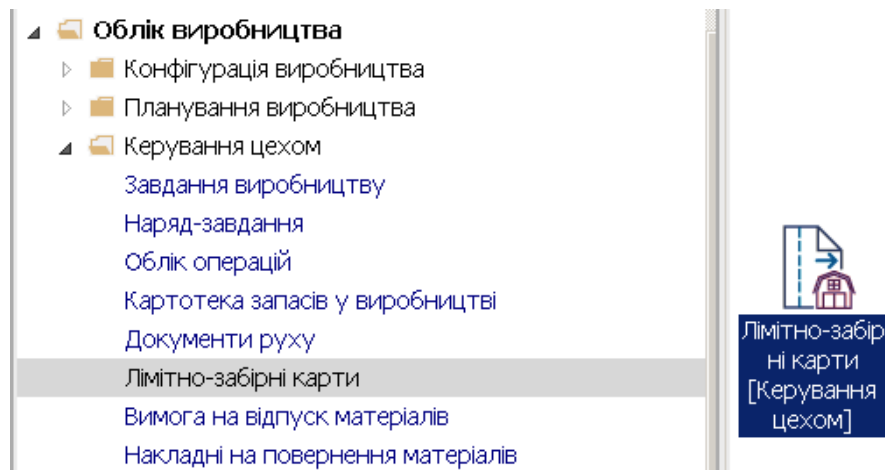 Облік виробництва
Конфігурація виробництва
Планування виробництва
Керування цехом
Завдання виробництву
Наряд-завдання
Облік операцій
Картотека запасів у виробництві
Документи руху
Лімітно-забірні карти
Вимога на відпуск матеріалів
Накладні на повернення матеріалів
Лімітно-забір
ні карти
[Керування
цехом]